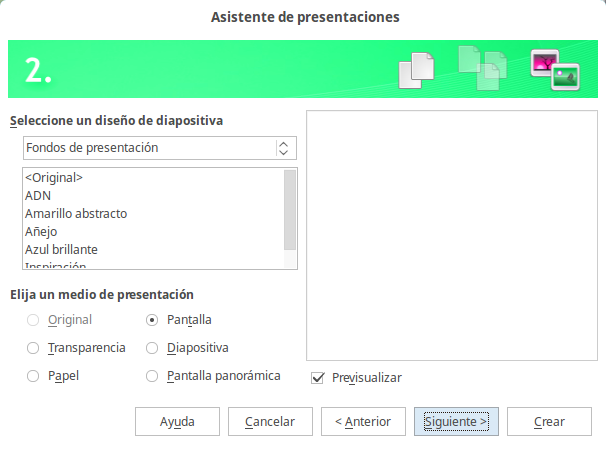 Asistente de presentaciones
2.
Seleccione un diseño de diapositiva
Fondos de presentación
<Original>
ADN
Amarillo abstracto
Añejo
Azul brillante
Inspiración
Elija un medio de presentación
Original
Pantalla
Transparencia
Diapositiva
Papel
Pantalla panorámica
Previsualizar
Ayuda
Cancelar
< Anterior
Siguiente >
Crear